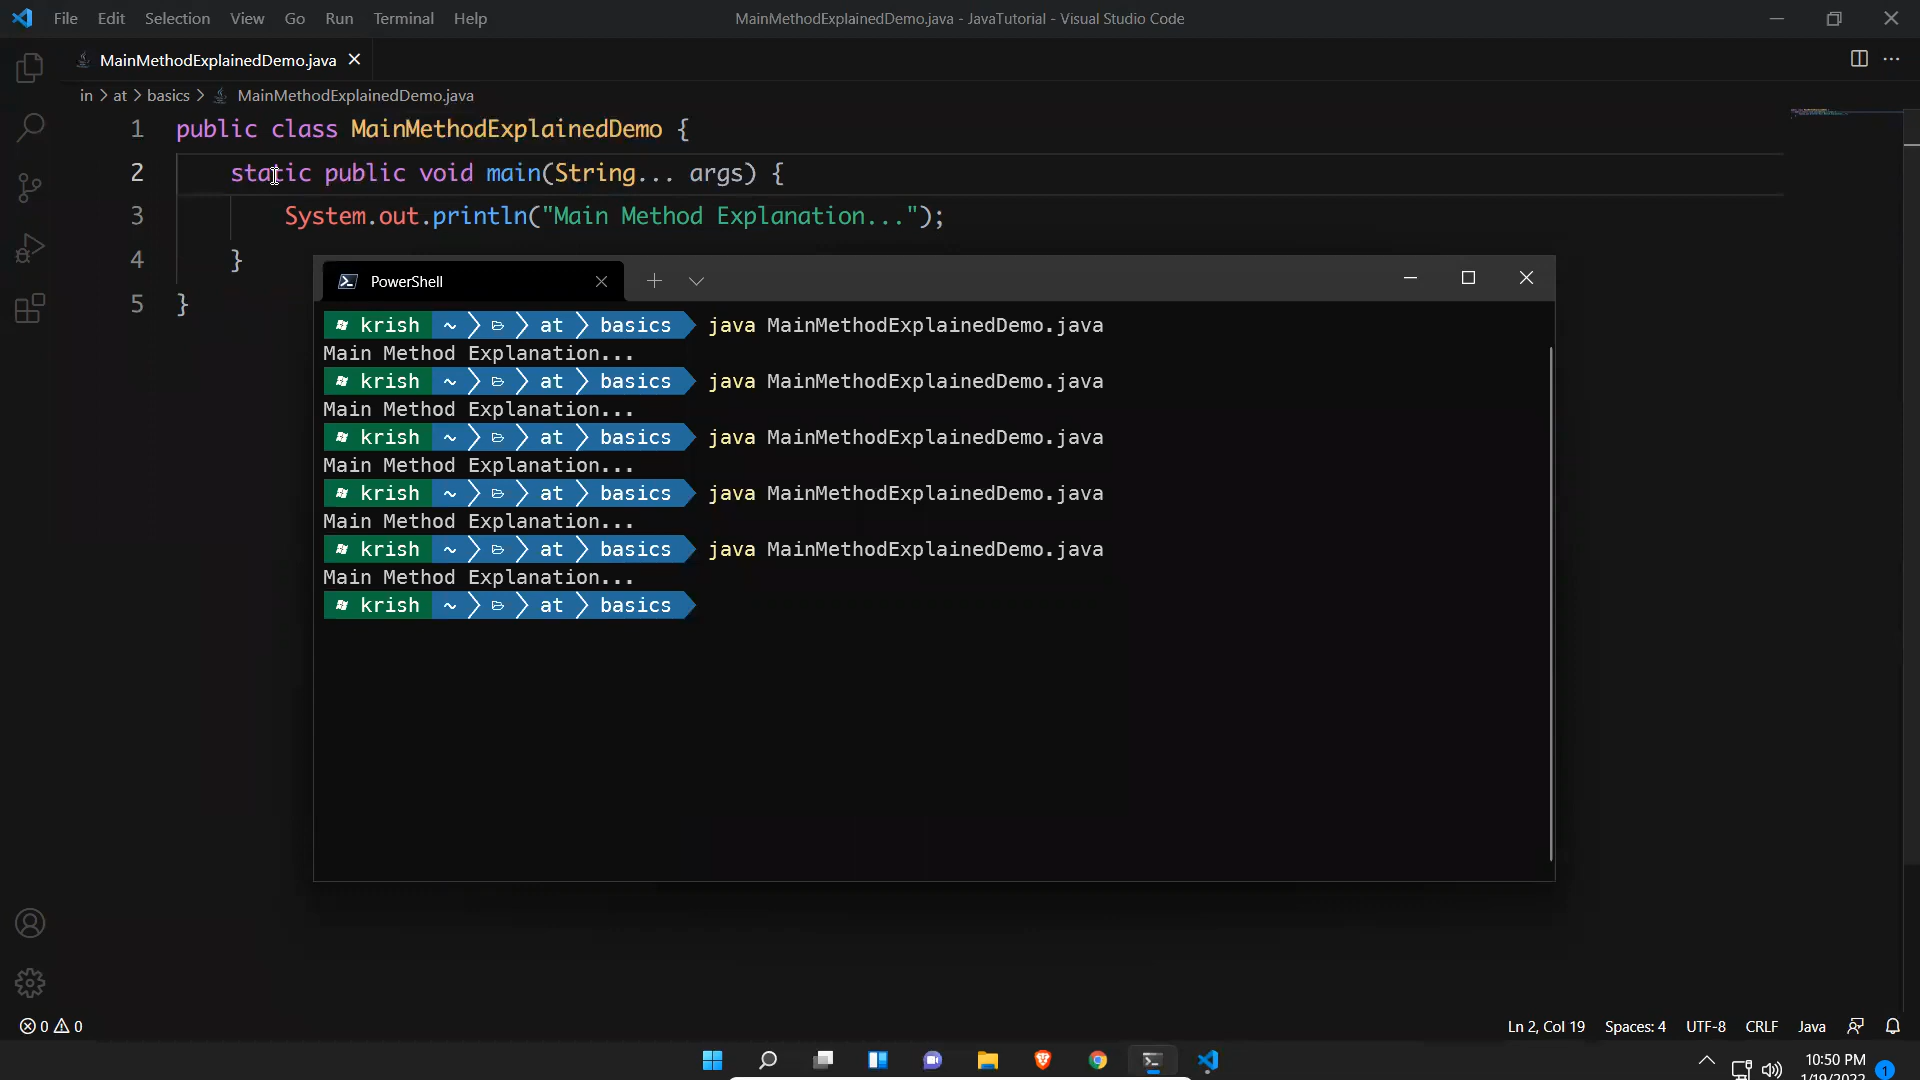 File Edit Selection View Go Run Terminal Help MainMethodExplainedDemo.java - JavaTutorial - Visual Studio Code
MainMethodExplainedDemo.java
in > at > basics > MainMethodExplainedDemo.java
1 public class MainMethodExplainedDemo {
2 static public void main(String... args) {
3 System.out.println("Main Method Explanation...");
4 }
5 }
PowerShell
krish ~ at basics java MainMethodExplainedDemo.java
Main Method Explanation...
krish ~ at basics java MainMethodExplainedDemo.java
Main Method Explanation...
krish ~ at basics java MainMethodExplainedDemo.java
Main Method Explanation...
krish ~ at basics java MainMethodExplainedDemo.java
Main Method Explanation...
krish ~ at basics java MainMethodExplainedDemo.java
Main Method Explanation...
krish ~ at basics
0 0 Ln 2, Col 19 Spaces: 4 UTF-8 CRLF Java
10:50 PM
1/19/2022 1